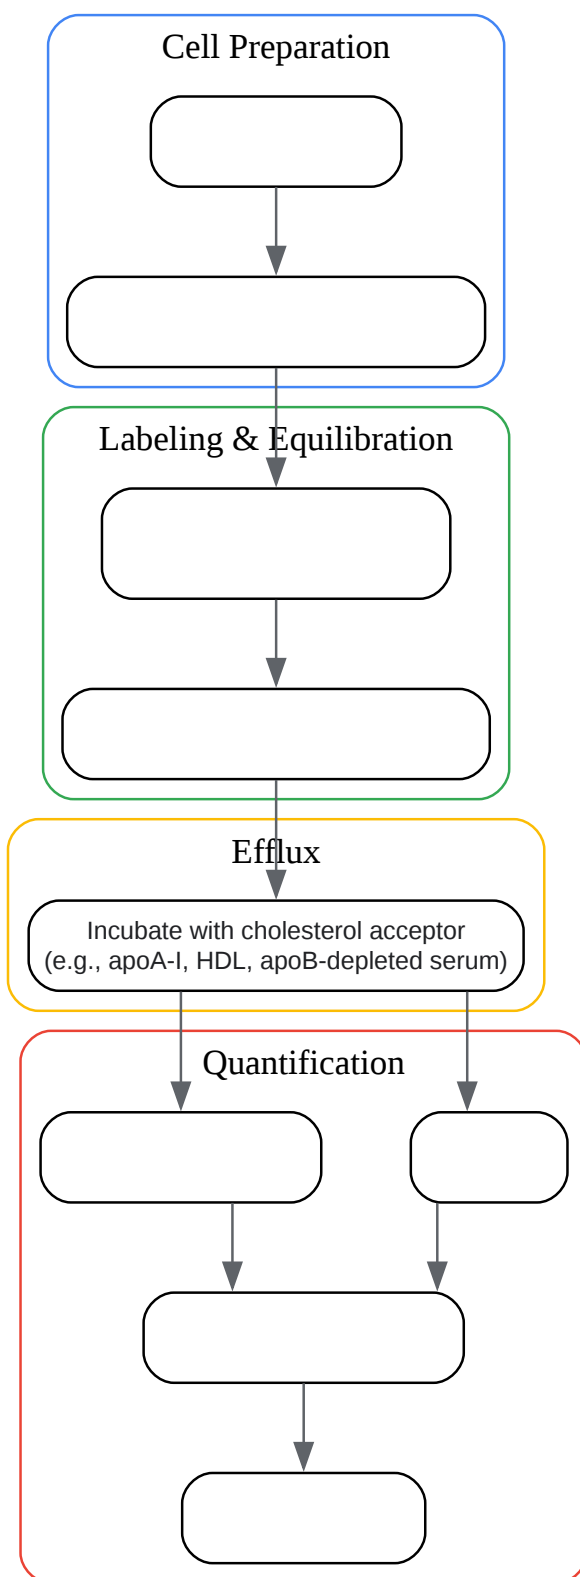 Cell Preparation
Labeling & Equilibration
Efflux
Incubate with cholesterol acceptor
(e.g., apoA-I, HDL, apoB-depleted serum)
Quantification